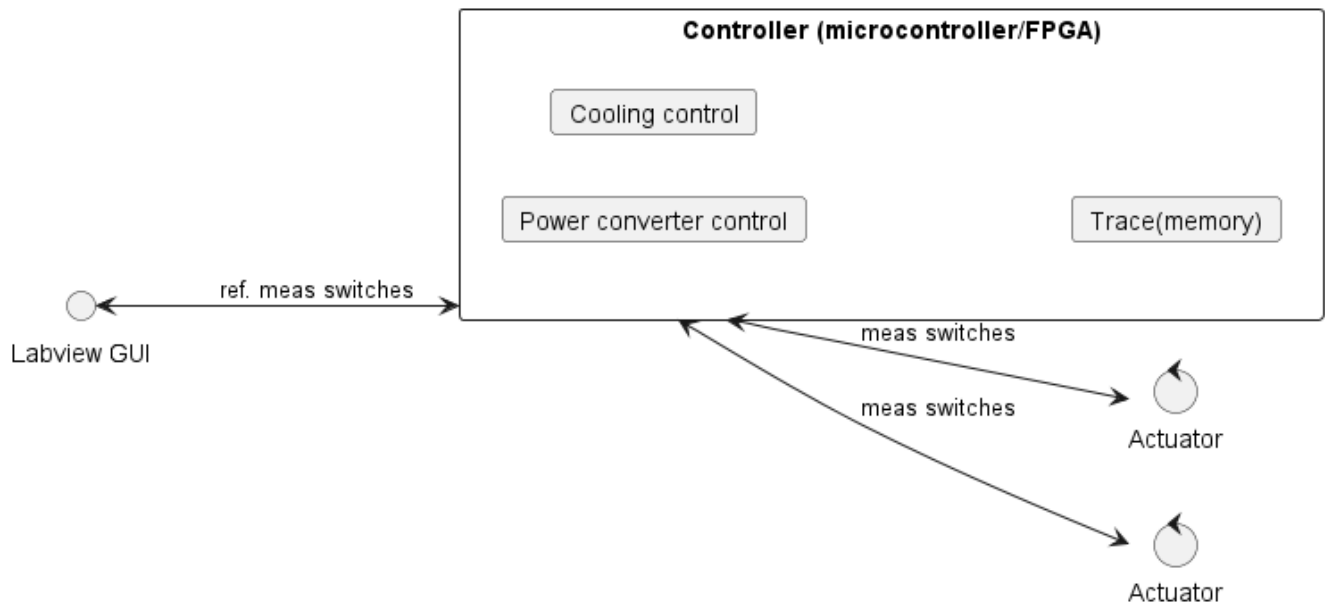 Controller (microcontroller/FPGA)
Cooling control
Power converter control
Trace(memory)
ref. meas switches
Labview GUI
meas switches
meas switches
Actuator
Actuator